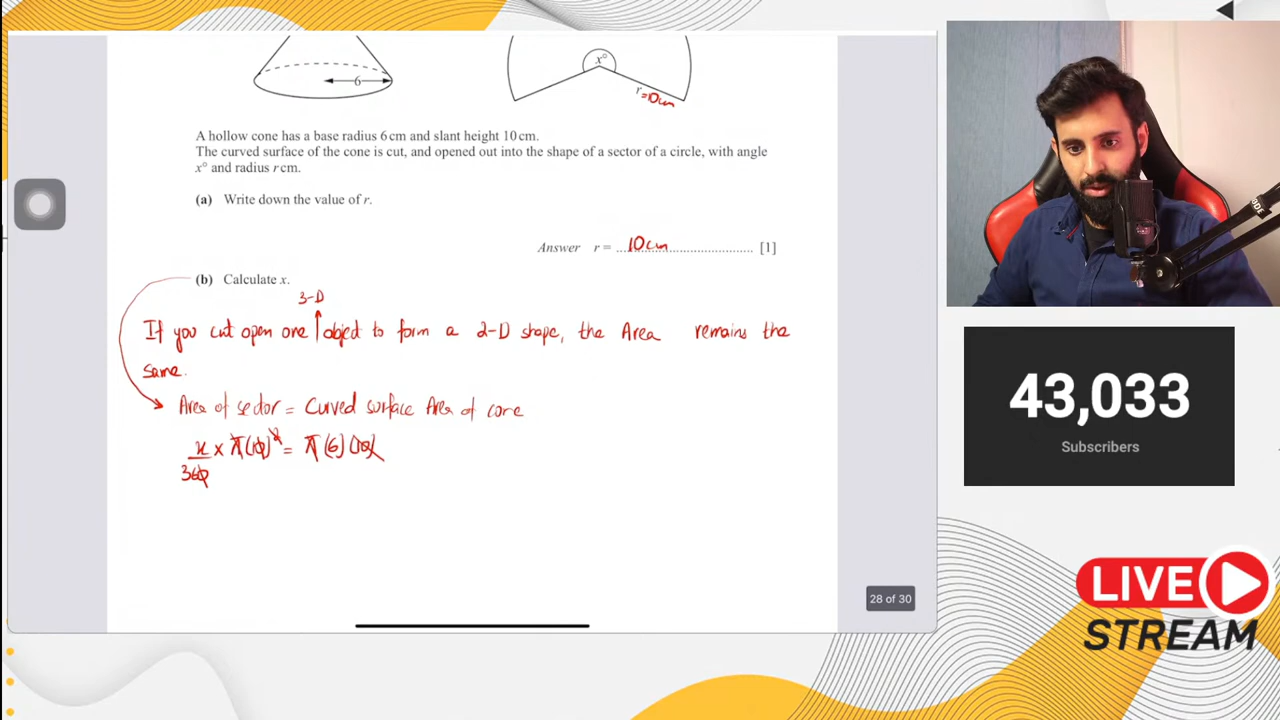 6
x°
r=10cm
A hollow cone has a base radius 6 cm and slant height 10 cm.
The curved surface of the cone is cut, and opened out into the shape of a sector of a circle, with angle
x° and radius r cm.
(a) Write down the value of r.
Answer r = 10cm [1]
(b) Calculate x.
3-D
If you cut open one object to form a 2-D shape, the Area remains the
same.
Area of sector = Curved surface Area of cone
x/360 × π(10)² = π(6)(10)
28 of 30
43,033
Subscribers
LIVE
STREAM